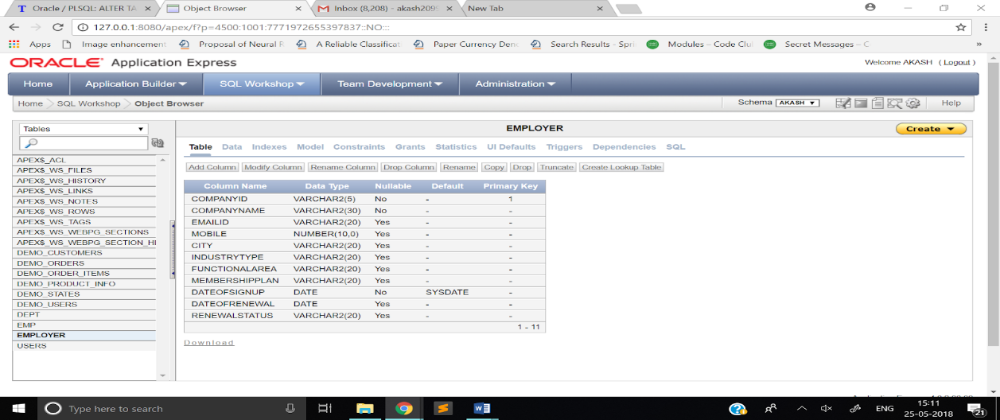 Oracle / PLSQL: ALTER TA
Object Browser
Inbox (8,208) - akash209
New Tab
127.0.0.1:8080/apex/f?p=4500:1001:7771972655397837::NO:::
Apps Image enhancement Proposal of Neural R A Reliable Classificat Paper Currency Den Search Results - Spri Modules – Code Clu Secret Messages – C »
ORACLE Application Express
Welcome AKASH ( Logout )
Home Application Builder SQL Workshop Team Development Administration
Home SQL Workshop Object Browser
Schema AKASH Help
Tables
EMPLOYER
Create
Table Data Indexes Model Constraints Grants Statistics UI Defaults Triggers Dependencies SQL
Add Column Modify Column Rename Column Drop Column Rename Copy Drop Truncate Create Lookup Table
APEX$_ACL
APEX$_WS_FILES
APEX$_WS_HISTORY
APEX$_WS_LINKS
APEX$_WS_NOTES
APEX$_WS_ROWS
APEX$_WS_TAGS
APEX$_WS_WEBPG_SECTIONS
APEX$_WS_WEBPG_SECTION_HI
DEMO_CUSTOMERS
DEMO_ORDERS
DEMO_ORDER_ITEMS
DEMO_PRODUCT_INFO
DEMO_STATES
DEMO_USERS
DEPT
EMP
EMPLOYER
USERS
Column Name Data Type Nullable Default Primary Key
COMPANYID VARCHAR2(5) No - 1
COMPANYNAME VARCHAR2(30) No - -
EMAILID VARCHAR2(20) Yes - -
MOBILE NUMBER(10,0) Yes - -
CITY VARCHAR2(20) Yes - -
INDUSTRYTYPE VARCHAR2(20) Yes - -
FUNCTIONALAREA VARCHAR2(20) Yes - -
MEMBERSHIPPLAN VARCHAR2(20) Yes - -
DATEOFSIGNUP DATE No SYSDATE -
DATEOFRENEWAL DATE Yes - -
RENEWALSTATUS VARCHAR2(20) Yes - -
1 - 11
Download
Type here to search
ENG
15:11
25-05-2018
21